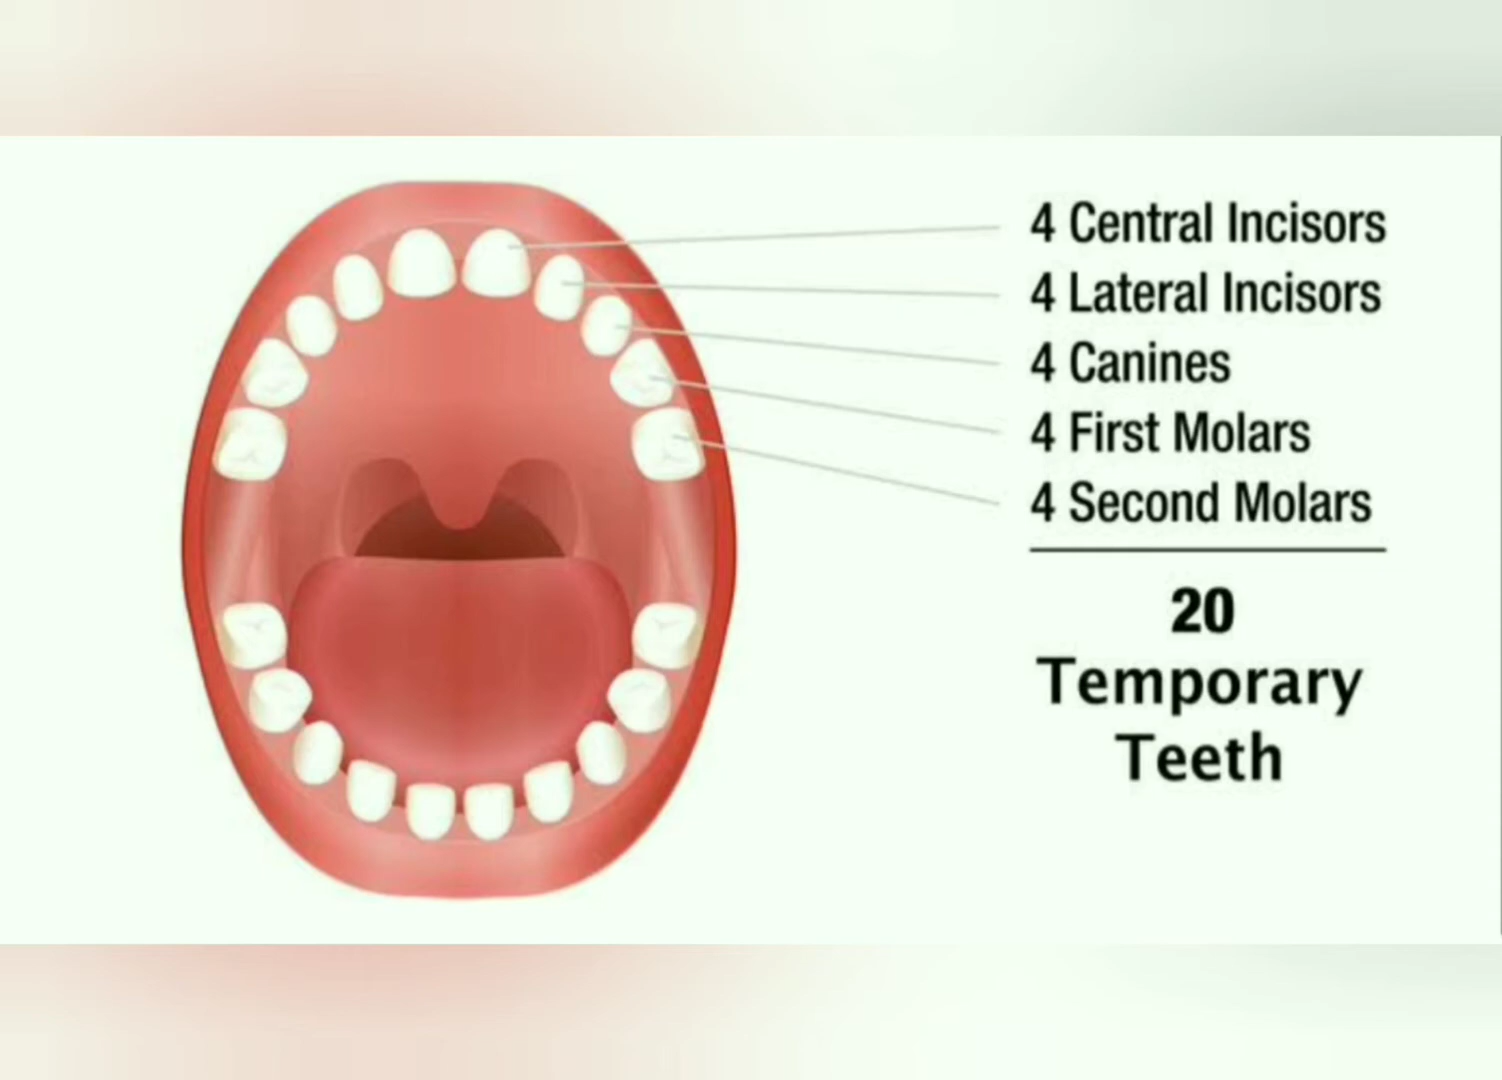 4 Central Incisors
4 Lateral Incisors
4 Canines
4 First Molars
4 Second Molars
20
Temporary
Teeth